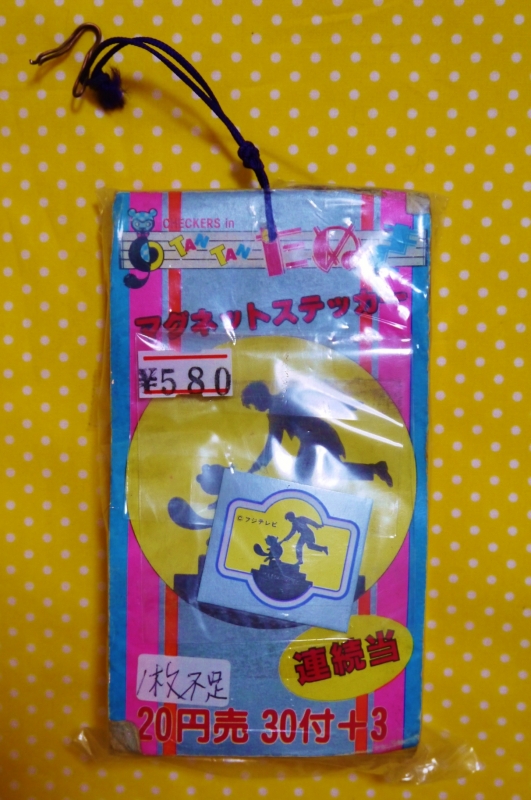 CHECKERS in
TAN TAN たぬき
マグネットステッカー
¥580
©フジテレビ
連続当
1枚不足
20円売 30付＋3